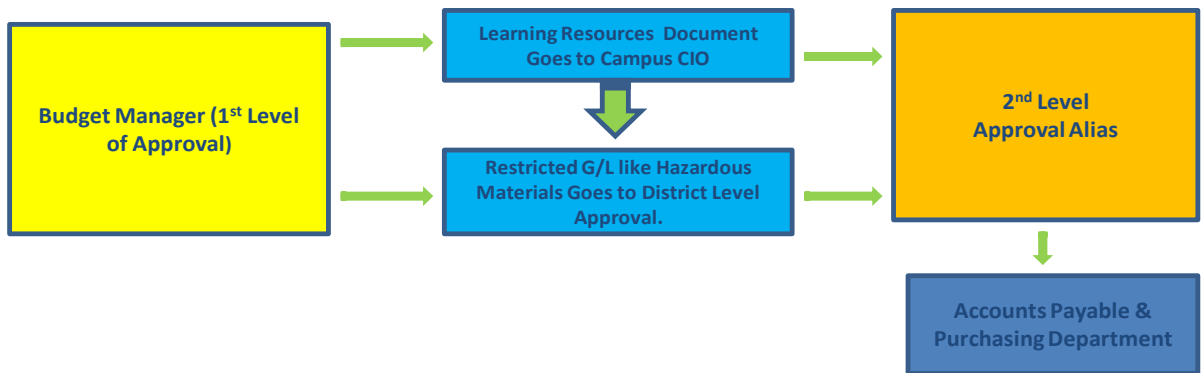 Budget Manager (1st Level
of Approval)
Learning Resources Document
Goes to Campus CIO
Restricted G/L like Hazardous
Materials Goes to District Level
Approval.
2nd Level
Approval Alias
Accounts Payable &
Purchasing Department